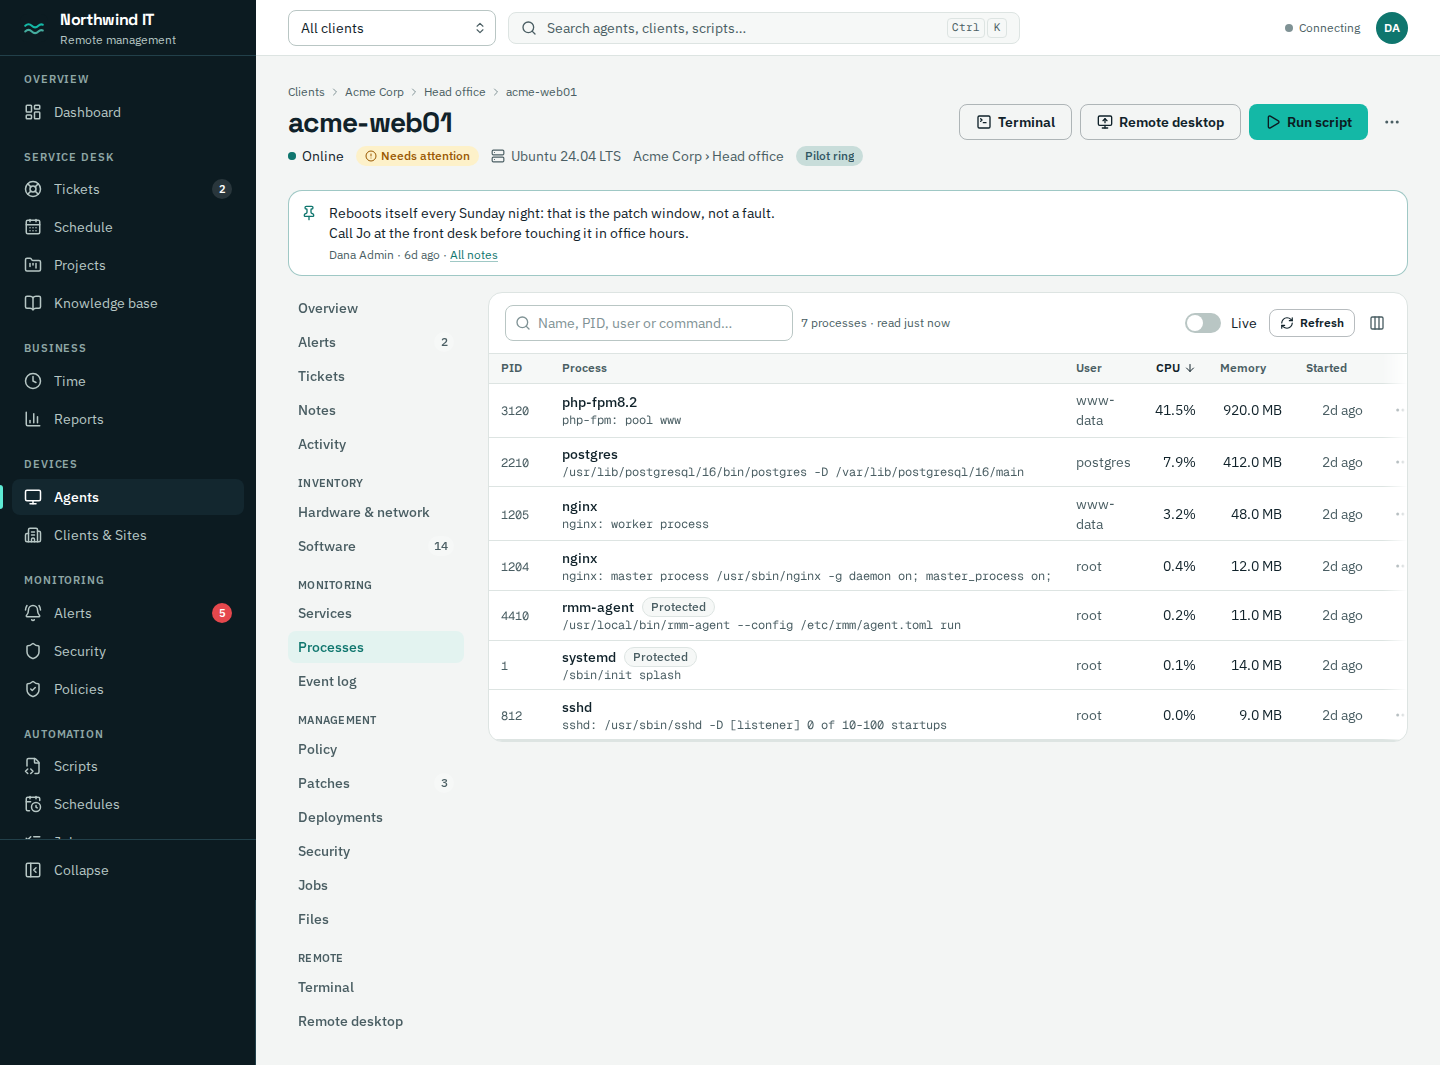 Northwind IT
Remote management
OVERVIEW
Dashboard
SERVICE DESK
Tickets 2
Schedule
Projects
Knowledge base
BUSINESS
Time
Reports
DEVICES
Agents
Clients & Sites
MONITORING
Alerts 5
Security
Policies
AUTOMATION
Scripts
Schedules
Collapse
All clients
Search agents, clients, scripts... Ctrl K
Connecting DA
Clients Acme Corp Head office acme-web01
acme-web01
Terminal Remote desktop Run script
Online Needs attention Ubuntu 24.04 LTS Acme Corp › Head office Pilot ring
Reboots itself every Sunday night: that is the patch window, not a fault.
Call Jo at the front desk before touching it in office hours.
Dana Admin · 6d ago · All notes
Overview
Alerts 2
Tickets
Notes
Activity
INVENTORY
Hardware & network
Software 14
MONITORING
Services
Processes
Event log
MANAGEMENT
Policy
Patches 3
Deployments
Security
Jobs
Files
REMOTE
Terminal
Remote desktop
Name, PID, user or command... 7 processes · read just now Live Refresh
PID Process User CPU ↓ Memory Started
3120 php-fpm8.2 www-data 41.5% 920.0 MB 2d ago
php-fpm: pool www
2210 postgres postgres 7.9% 412.0 MB 2d ago
/usr/lib/postgresql/16/bin/postgres -D /var/lib/postgresql/16/main
1205 nginx www-data 3.2% 48.0 MB 2d ago
nginx: worker process
1204 nginx root 0.4% 12.0 MB 2d ago
nginx: master process /usr/sbin/nginx -g daemon on; master_process on;
4410 rmm-agent Protected root 0.2% 11.0 MB 2d ago
/usr/local/bin/rmm-agent --config /etc/rmm/agent.toml run
1 systemd Protected root 0.1% 14.0 MB 2d ago
/sbin/init splash
812 sshd root 0.0% 9.0 MB 2d ago
sshd: /usr/sbin/sshd -D [listener] 0 of 10-100 startups